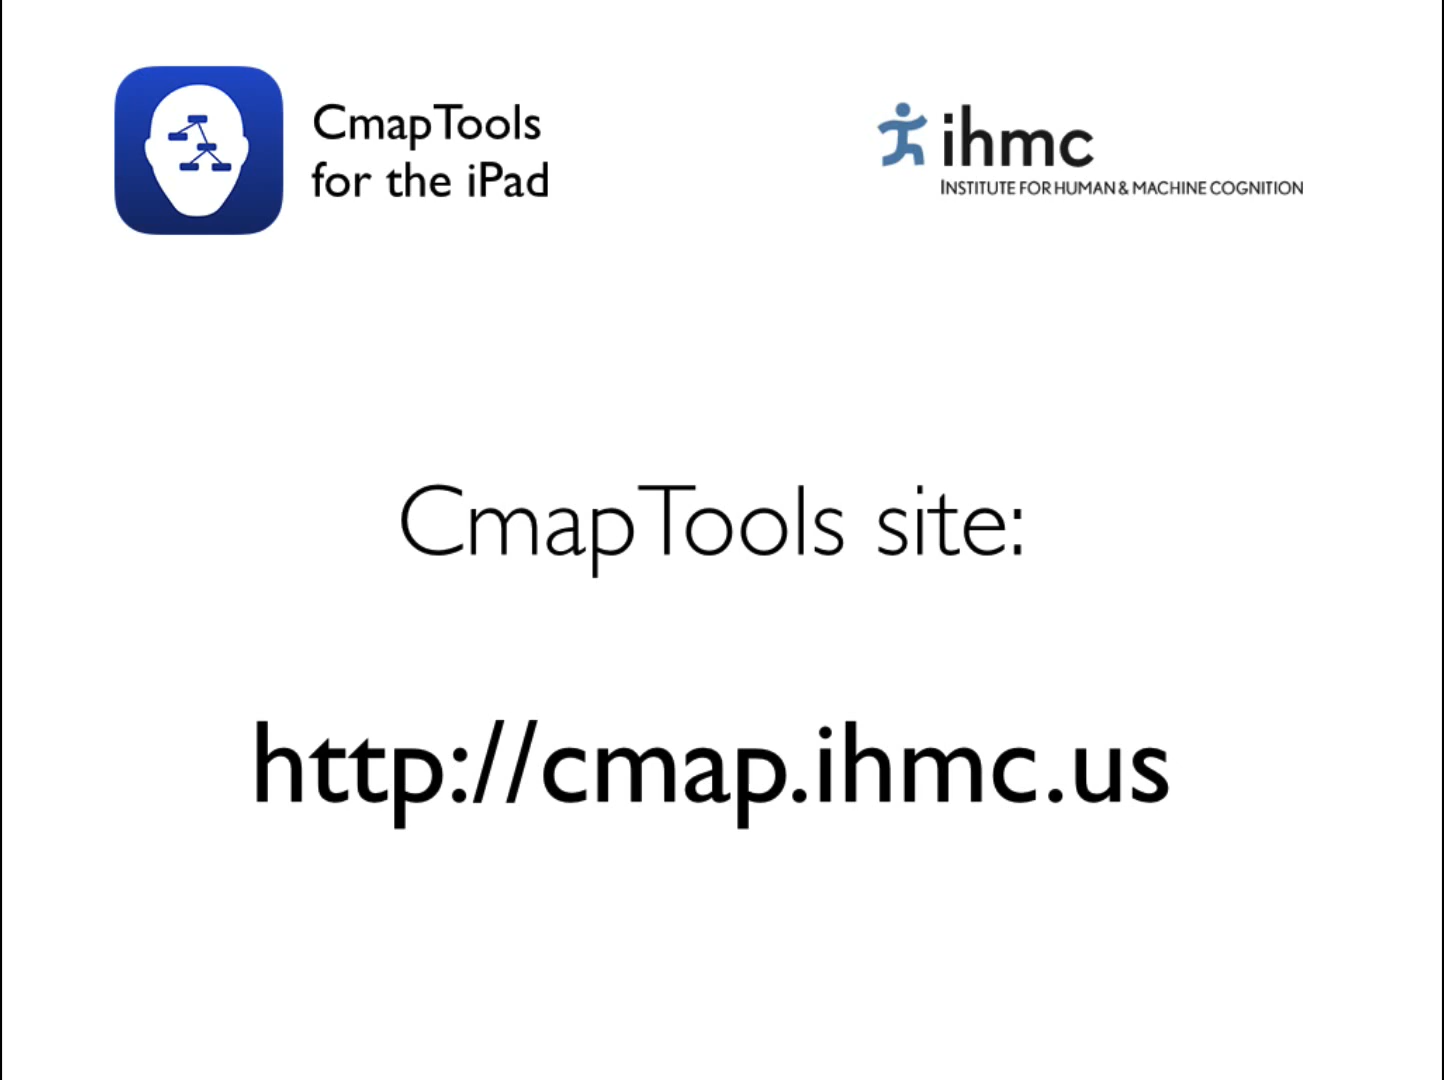 CmapTools
for the iPad
ihmc
INSTITUTE FOR HUMAN & MACHINE COGNITION
CmapTools site:
http://cmap.ihmc.us